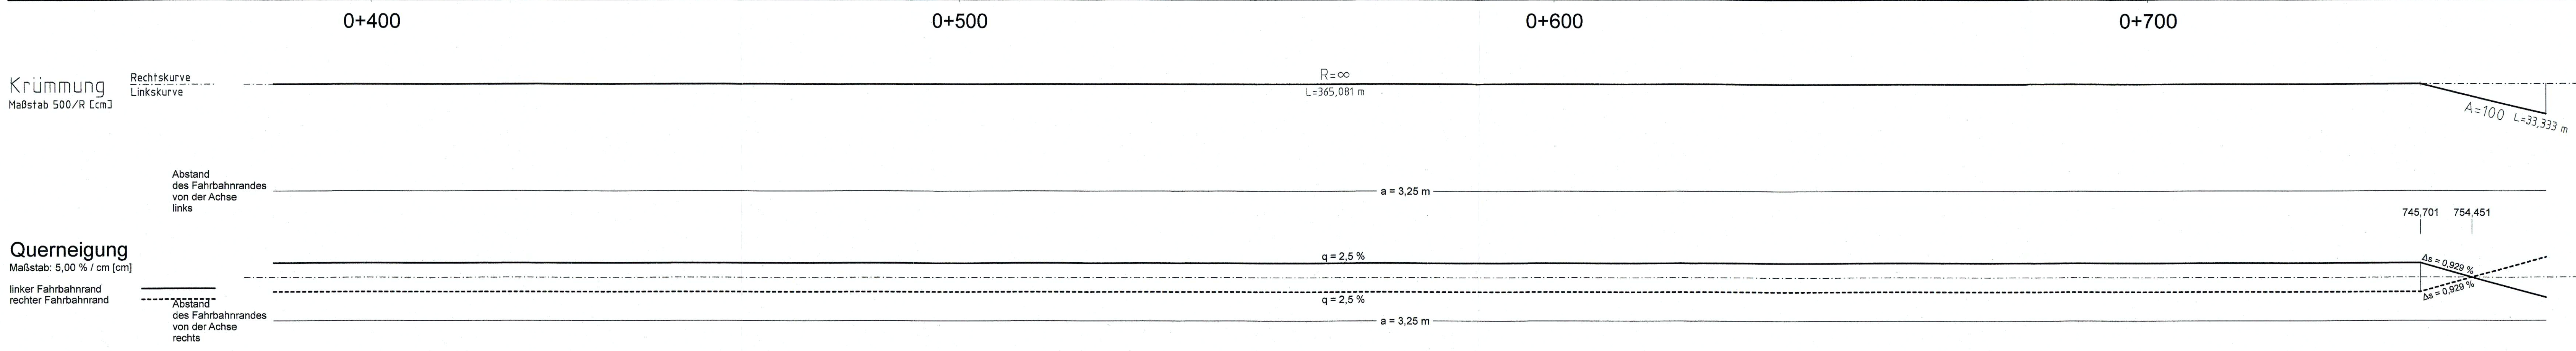 0+400 0+500 0+600 0+700
Krümmung
Maßstab 500/R [cm]
Rechtskurve
Linkskurve
R=∞
L=365,081 m
A=100 L=33,333 m
Abstand
des Fahrbahnrandes
von der Achse
links
a = 3,25 m
745,701 754,451
Querneigung
Maßstab: 5,00 % / cm [cm]
linker Fahrbahnrand
rechter Fahrbahnrand
q = 2,5 %
q = 2,5 %
Δs = 0,929 %
Δs = 0,929 %
Abstand
des Fahrbahnrandes
von der Achse
rechts
a = 3,25 m